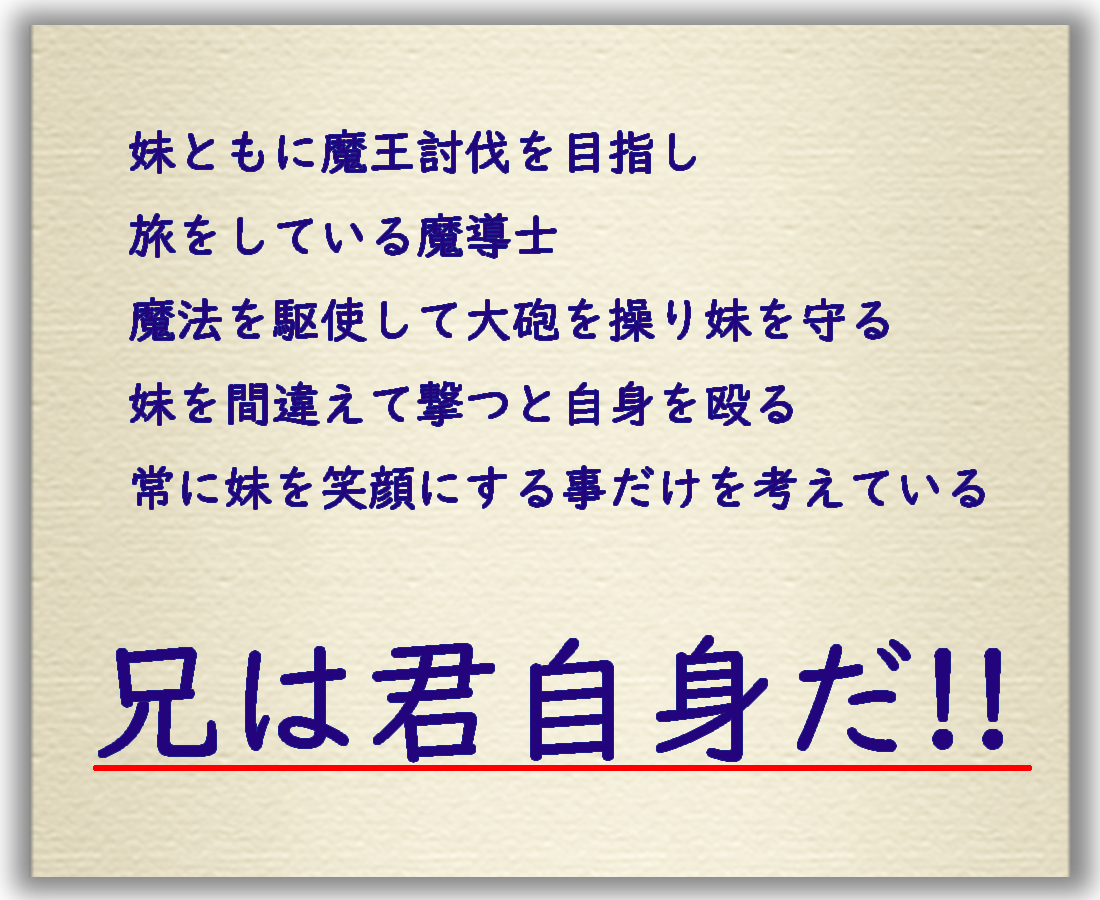 妹ともに魔王討伐を目指し
旅をしている魔導士
魔法を駆使して大砲を操り妹を守る
妹を間違えて撃つと自身を殴る
常に妹を笑顔にする事だけを考えている
兄は君自身だ!!